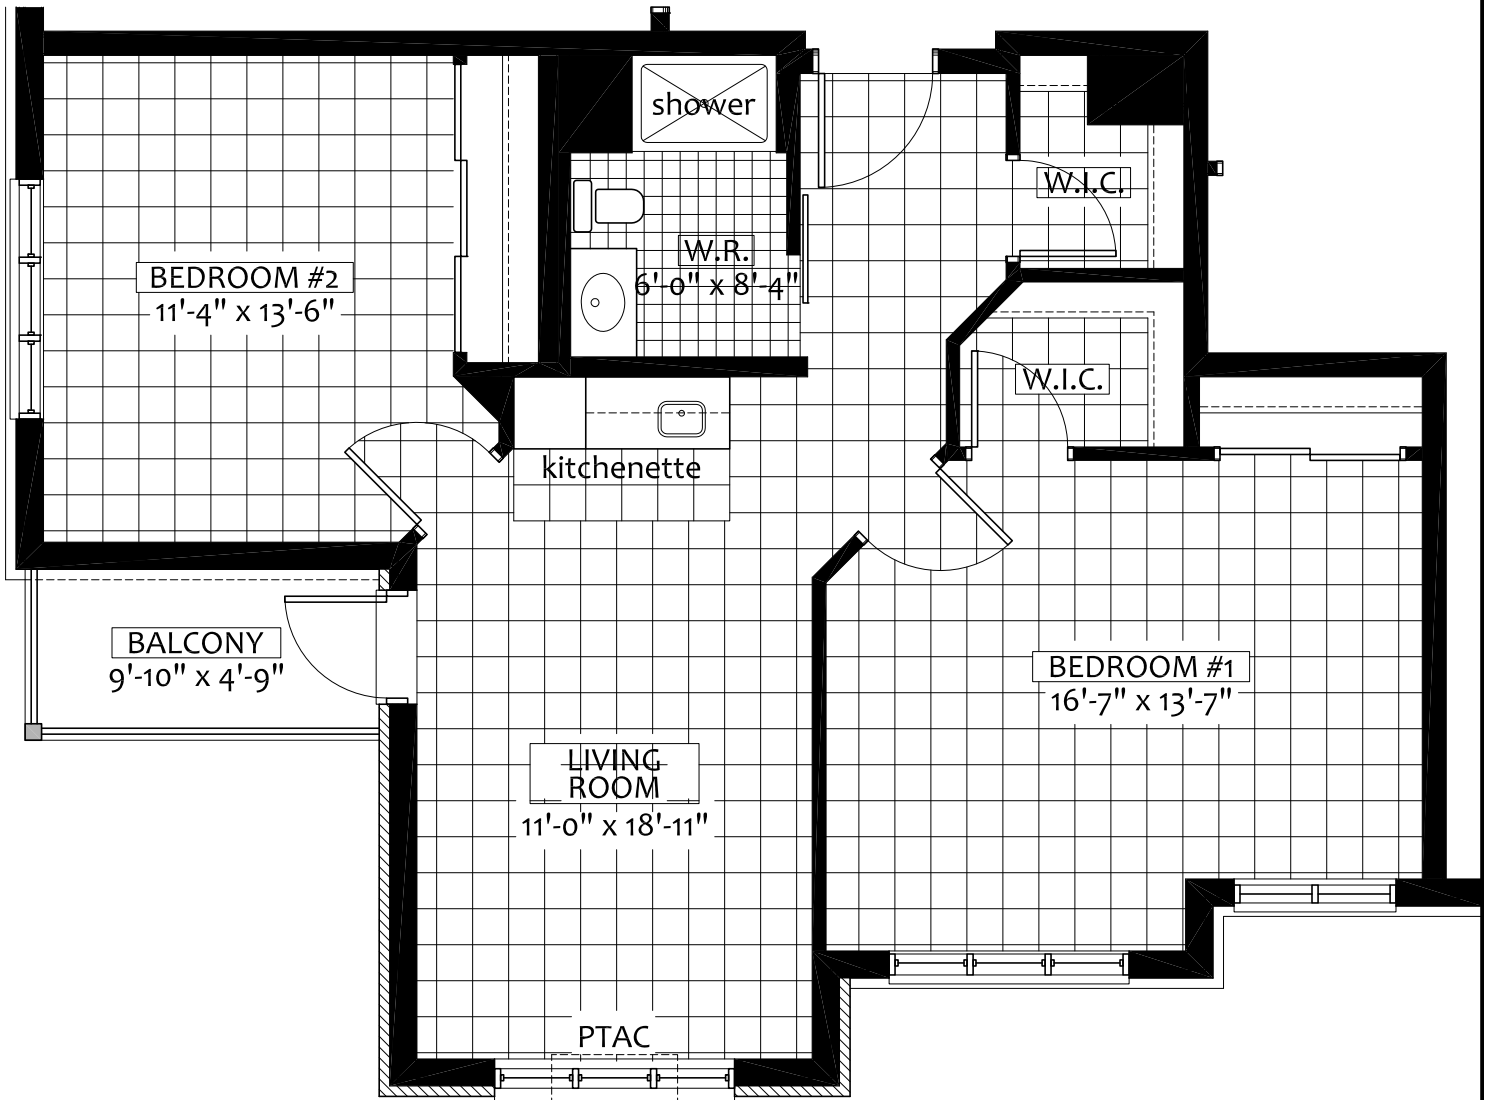 shower
W.I.C.
W.R.
6'-0" x 8'-4"
BEDROOM #2
11'-4" x 13'-6"
W.I.C.
kitchenette
BALCONY
9'-10" x 4'-9"
BEDROOM #1
16'-7" x 13'-7"
LIVING
ROOM
11'-0" x 18'-11"
PTAC